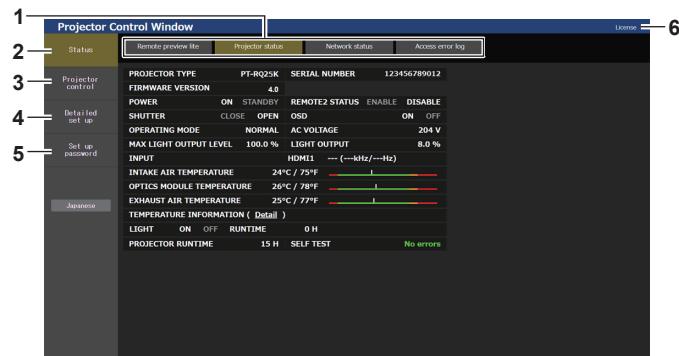 1
Projector Control Window
License
6
2
Status
Remote preview lite
Projector status
Network status
Access error log
3
Projector control
4
Detailed set up
5
Set up password
Japanese
PROJECTOR TYPE PT-RQ25K SERIAL NUMBER 123456789012
FIRMWARE VERSION 4.0
POWER ON STANDBY REMOTE2 STATUS ENABLE DISABLE
SHUTTER CLOSE OPEN OSD ON OFF
OPERATING MODE NORMAL AC VOLTAGE 204 V
MAX LIGHT OUTPUT LEVEL 100.0 % LIGHT OUTPUT 8.0 %
INPUT HDMI1 --- (---kHz/---Hz)
INTAKE AIR TEMPERATURE 24°C / 75°F
OPTICS MODULE TEMPERATURE 26°C / 78°F
EXHAUST AIR TEMPERATURE 25°C / 77°F
TEMPERATURE INFORMATION ( Detail )
LIGHT ON OFF RUNTIME 0 H
PROJECTOR RUNTIME 15 H SELF TEST No errors